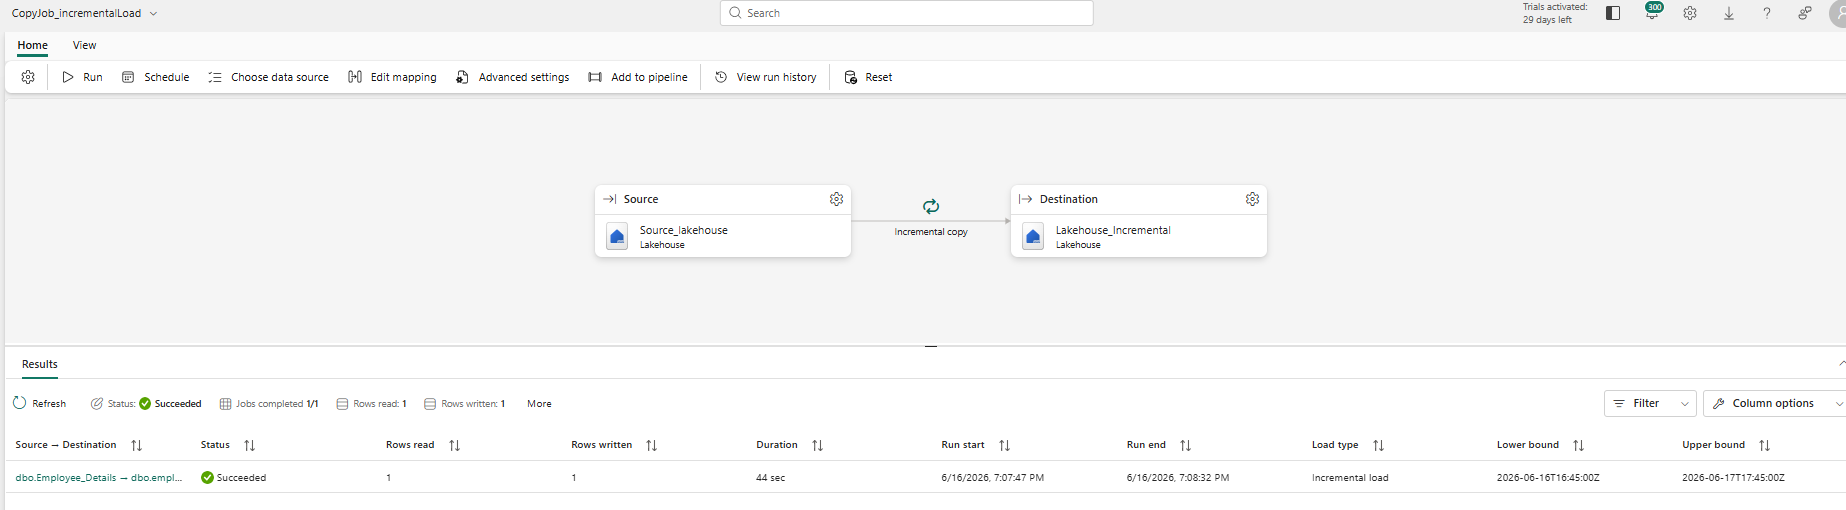 CopyJob_incrementalLoad
Search
Trials activated:
29 days left
300
Home View
Run Schedule Choose data source Edit mapping Advanced settings Add to pipeline View run history Reset
Source
Source_lakehouse
Lakehouse
Incremental copy
Destination
Lakehouse_Incremental
Lakehouse
Results
Refresh Status: Succeeded Jobs completed 1/1 Rows read: 1 Rows written: 1 More Filter Column options
Source → Destination Status Rows read Rows written Duration Run start Run end Load type Lower bound Upper bound
dbo.Employee_Details → dbo.empl... Succeeded 1 1 44 sec 6/16/2026, 7:07:47 PM 6/16/2026, 7:08:32 PM Incremental load 2026-06-16T16:45:00Z 2026-06-17T17:45:00Z